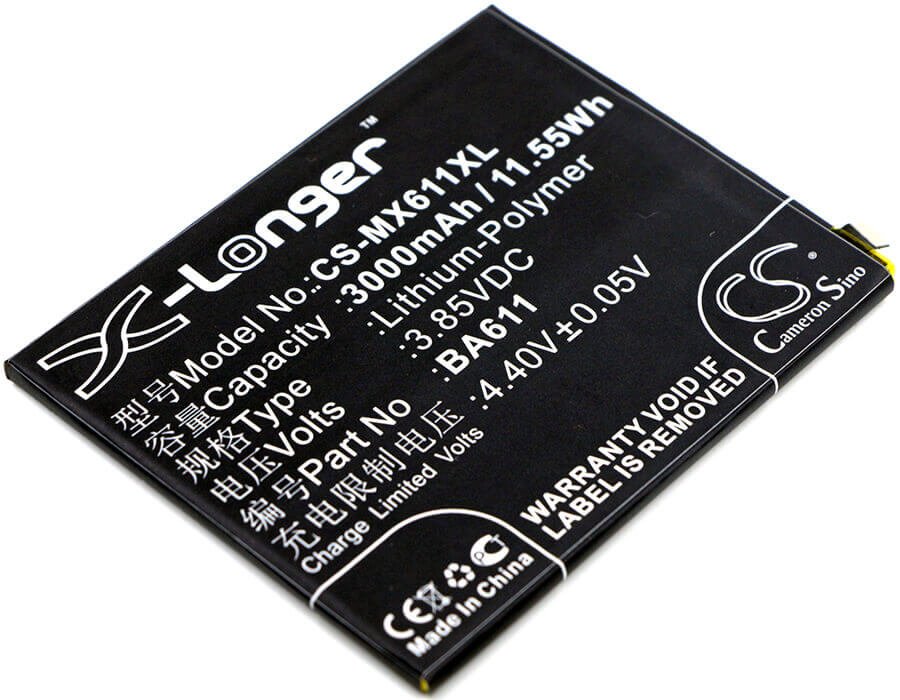 X-Longer™
型号Model No.:CS-MX611XL
容量Capacity :3000mAh / 11.55Wh
规格Type :Lithium-Polymer
电压Volts :3.85VDC
编号Part No :BA611
充电限制电压 :4.40V±0.05V
Charge Limited Volts
CS
Cameron Sino
WARRANTY VOID IF
LABEL IS REMOVED
CE PCT
Made in China